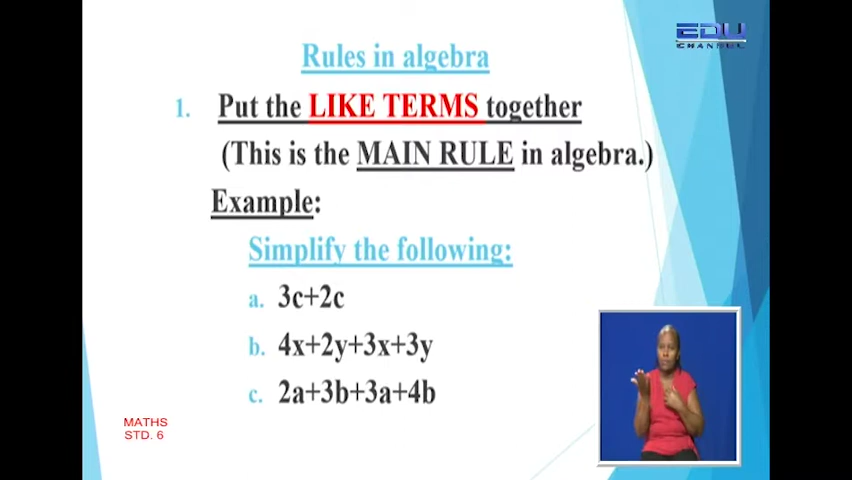 EDU
CHANNEL
Rules in algebra
1. Put the LIKE TERMS together
(This is the MAIN RULE in algebra.)
Example:
Simplify the following:
a. 3c+2c
b. 4x+2y+3x+3y
c. 2a+3b+3a+4b
MATHS
STD. 6